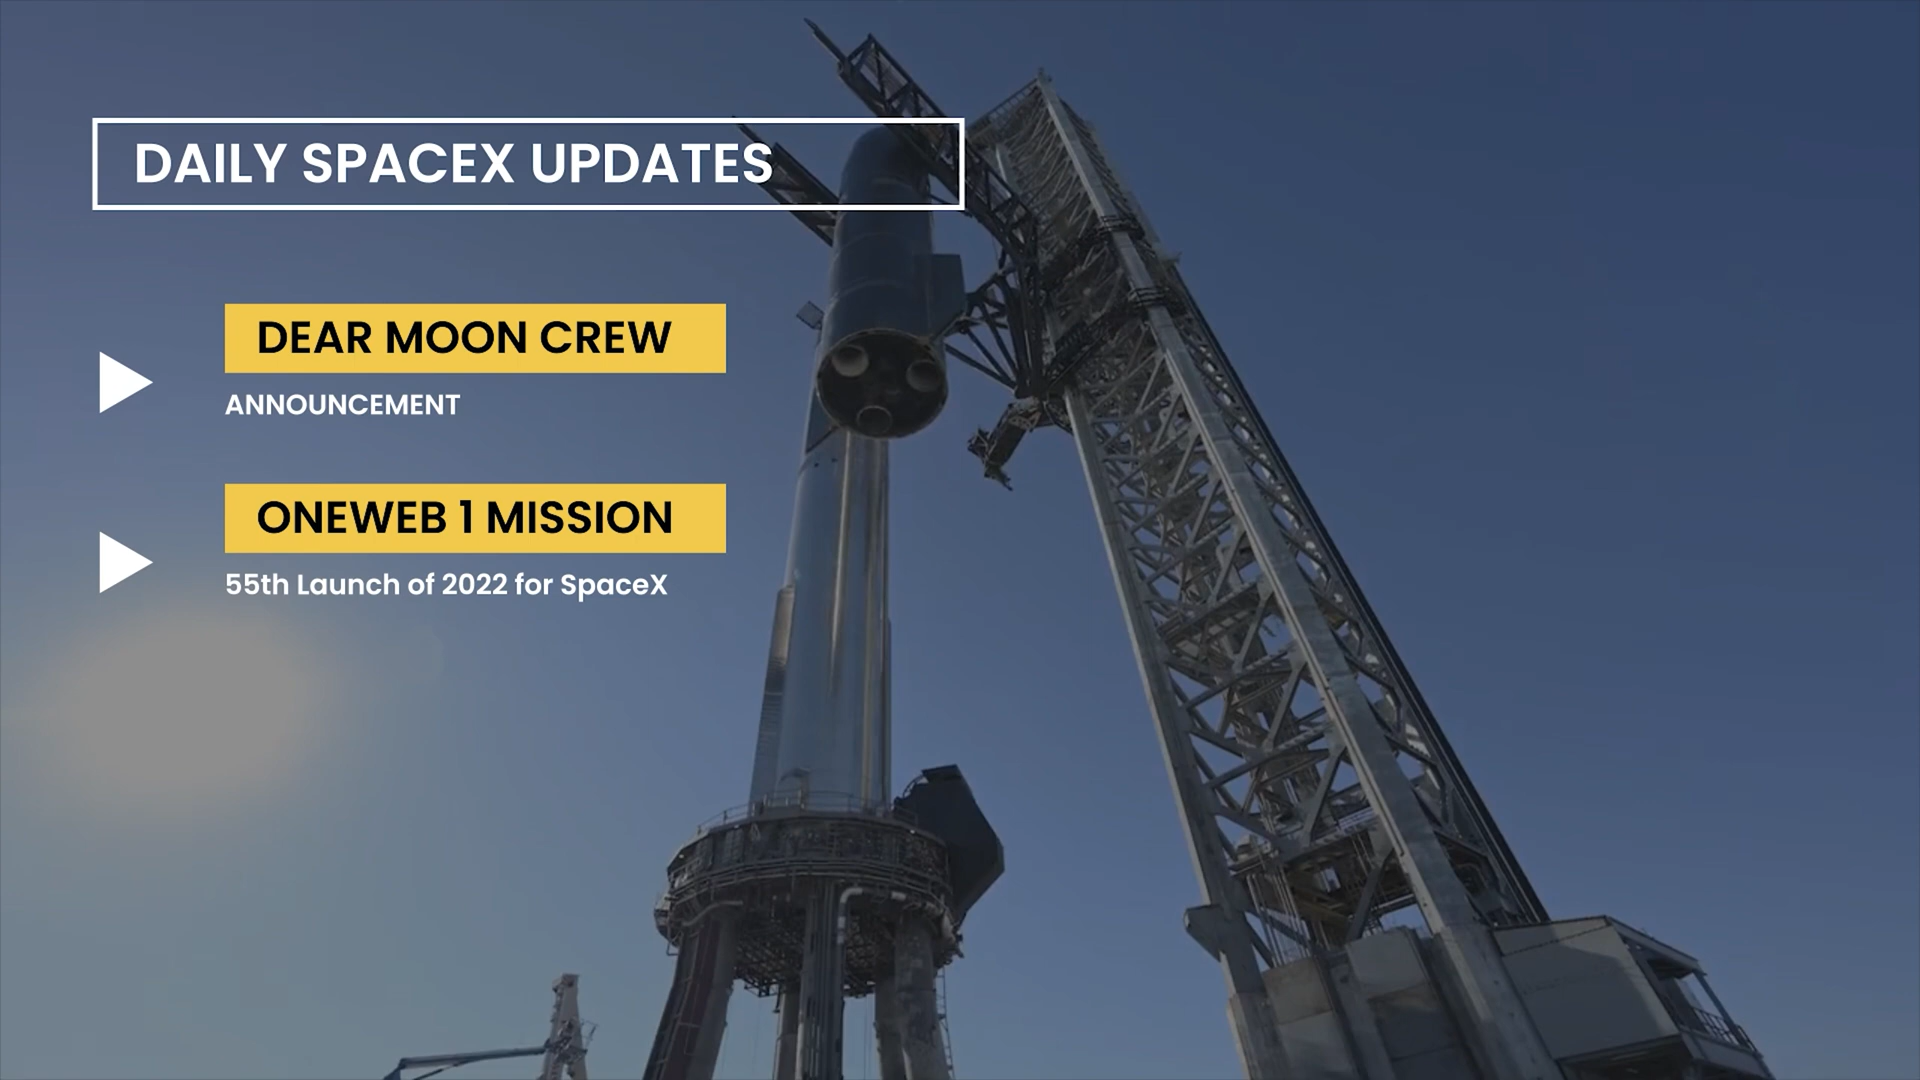 DAILY SPACEX UPDATES
DEAR MOON CREW
ANNOUNCEMENT
ONEWEB 1 MISSION
55th Launch of 2022 for SpaceX